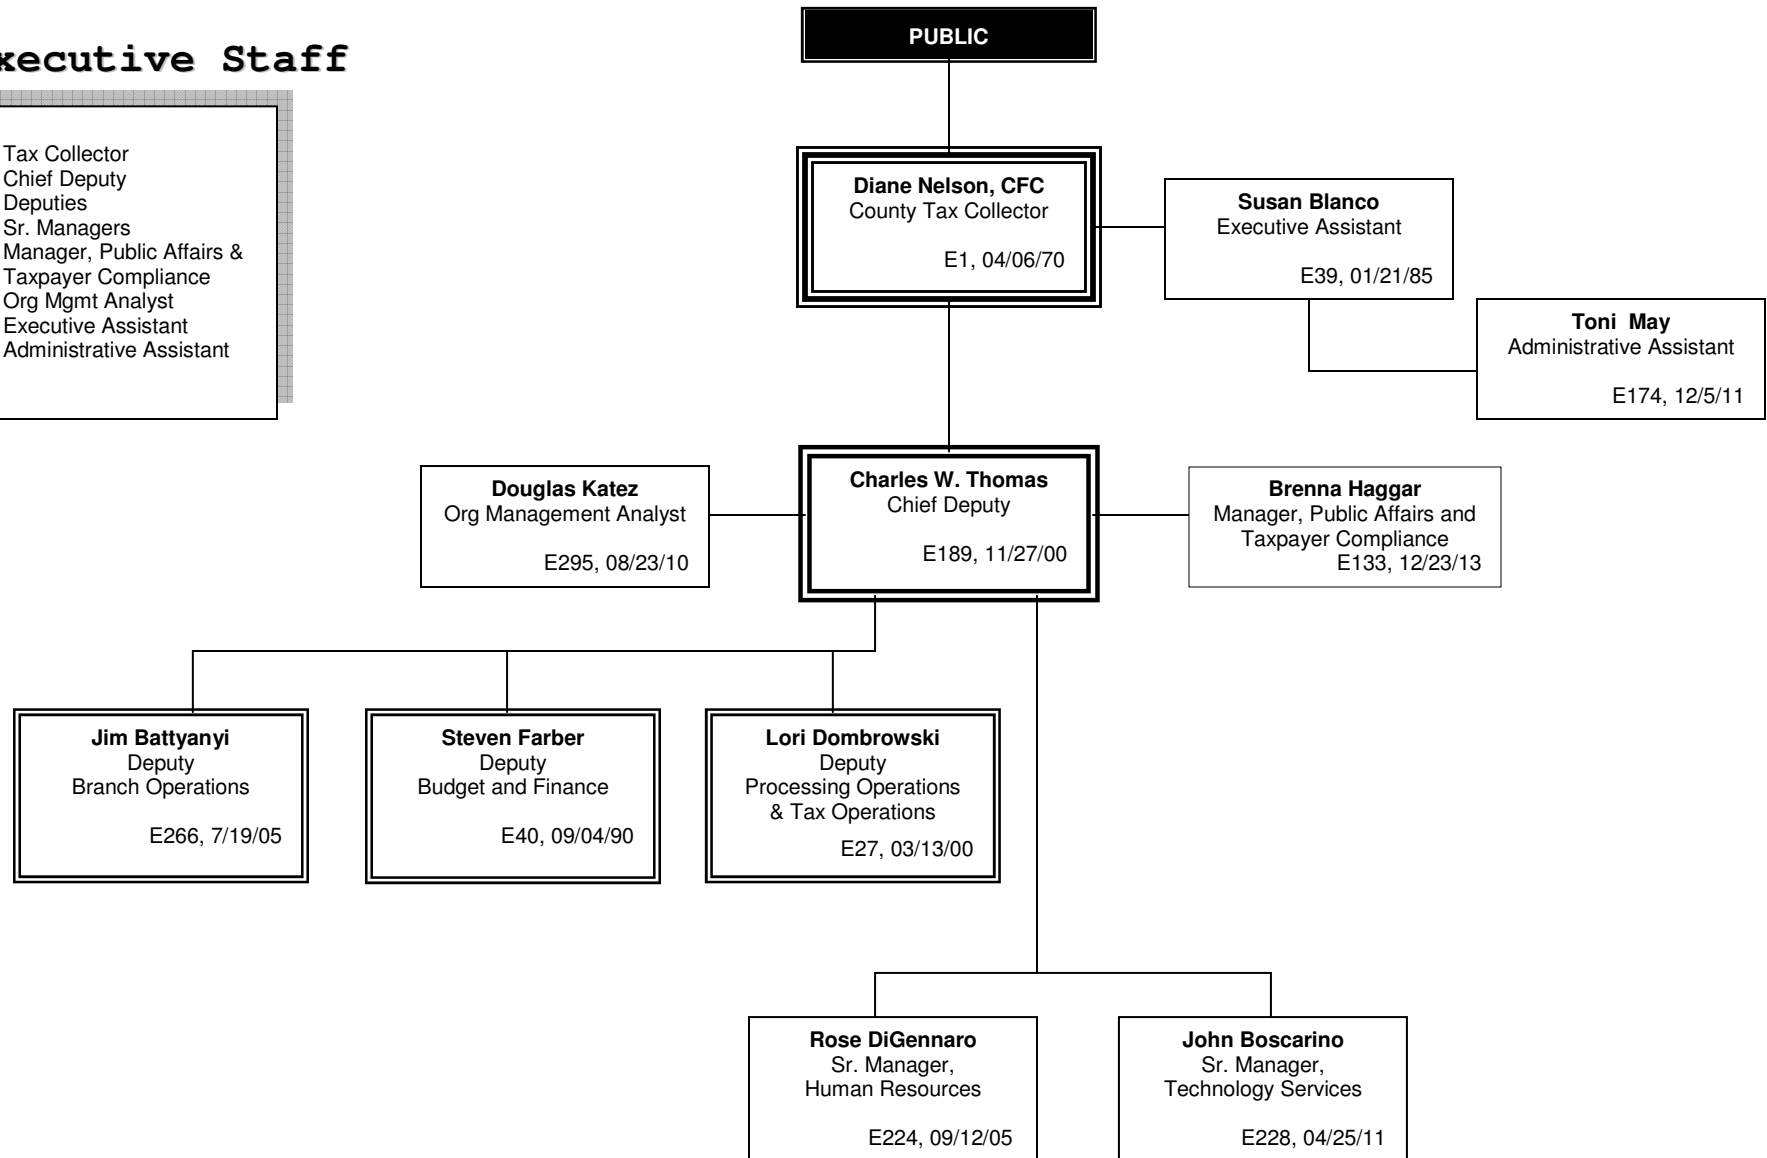 PUBLIC
xecutive Staff
Tax Collector
Chief Deputy
Deputies
Sr. Managers
Manager, Public Affairs &
Taxpayer Compliance
Org Mgmt Analyst
Executive Assistant
Administrative Assistant
Diane Nelson, CFC
County Tax Collector
E1, 04/06/70
Susan Blanco
Executive Assistant
E39, 01/21/85
Toni May
Administrative Assistant
E174, 12/5/11
Douglas Katez
Org Management Analyst
E295, 08/23/10
Charles W. Thomas
Chief Deputy
E189, 11/27/00
Brenna Haggar
Manager, Public Affairs and
Taxpayer Compliance
E133, 12/23/13
Jim Battyanyi
Deputy
Branch Operations
E266, 7/19/05
Steven Farber
Deputy
Budget and Finance
E40, 09/04/90
Lori Dombrowski
Deputy
Processing Operations
& Tax Operations
E27, 03/13/00
Rose DiGennaro
Sr. Manager,
Human Resources
E224, 09/12/05
John Boscarino
Sr. Manager,
Technology Services
E228, 04/25/11